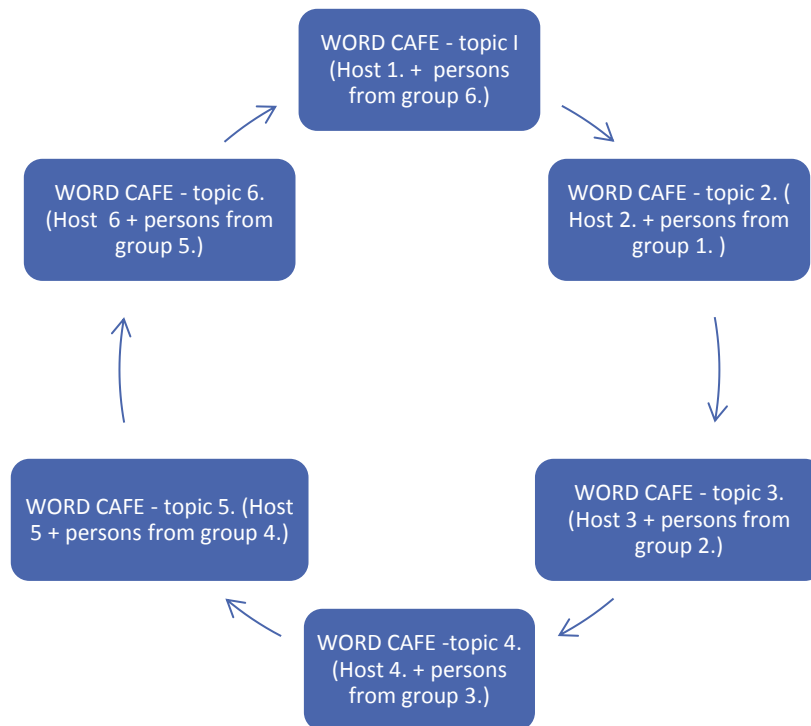 WORD CAFE - topic I
(Host 1. +  persons
from group 6.)
WORD CAFE - topic 2. (
Host 2. + persons from
group 1. )
WORD CAFE - topic 3.
(Host 3 + persons from
group 2.)
WORD CAFE -topic 4.
(Host 4. + persons
from group 3.)
WORD CAFE - topic 5. (Host
5 + persons from group 4.)
WORD CAFE - topic 6.
(Host  6 + persons from
group 5.)